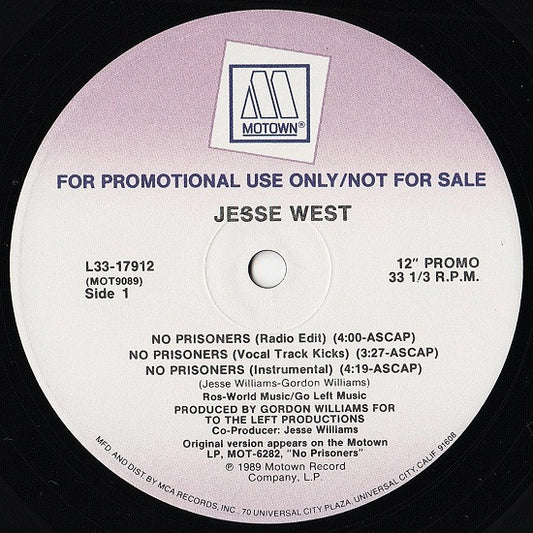 MOTOWN®
FOR PROMOTIONAL USE ONLY/NOT FOR SALE
JESSE WEST
L33-17912
(MOT9089)
Side 1
12" PROMO
33 1/3 R.P.M.
NO PRISONERS (Radio Edit) (4:00-ASCAP)
NO PRISONERS (Vocal Track Kicks) (3:27-ASCAP)
NO PRISONERS (Instrumental) (4:19-ASCAP)
(Jesse Williams-Gordon Williams)
Ros-World Music/Go Left Music
PRODUCED BY GORDON WILLIAMS FOR
TO THE LEFT PRODUCTIONS
Co-Producer: Jesse Williams
Original version appears on the Motown
LP, MOT-6282, "No Prisoners"
℗ 1989 Motown Record
Company, L.P.
MFD AND DIST BY MCA RECORDS, INC., 70 UNIVERSAL CITY PLAZA, UNIVERSAL CITY, CALIF. 91608